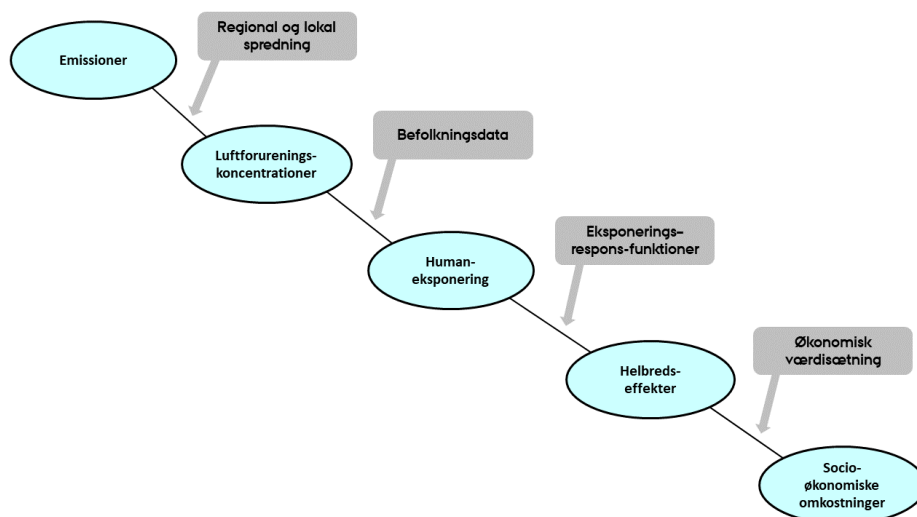 Emissioner
Regional og lokal
spredning
Luftforurenings-
koncentrationer
Befolkningsdata
Human-
eksponering
Eksponerings–
respons-funktioner
Helbreds-
effekter
Økonomisk
værdisætning
Socio-
økonomiske
omkostninger